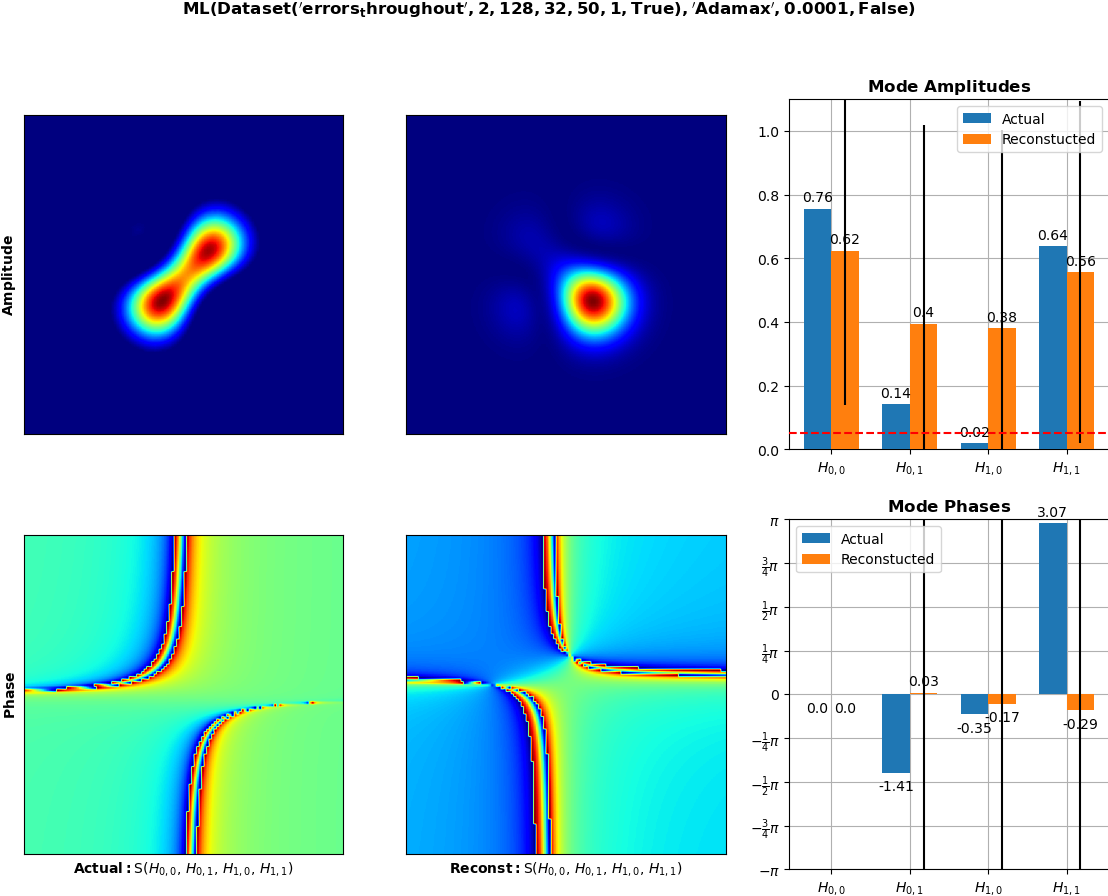 ML(Dataset('errors_throughout', 2, 128, 32, 50, 1, True), 'Adamax', 0.0001, False)
Mode Amplitudes
Actual
Reconstucted
1.0
0.8
0.6
0.4
0.2
0.0
0.76
0.62
0.14
0.4
0.02
0.38
0.64
0.56
H0,0
H0,1
H1,0
H1,1
Amplitude
Mode Phases
Actual
Reconstucted
π
3/4π
1/2π
1/4π
0
−1/4π
−1/2π
−3/4π
−π
0.0
0.0
-1.41
0.03
-0.35
-0.17
3.07
-0.29
H0,0
H0,1
H1,0
H1,1
Phase
Actual: S(H0,0, H0,1, H1,0, H1,1)
Reconst: S(H0,0, H0,1, H1,0, H1,1)